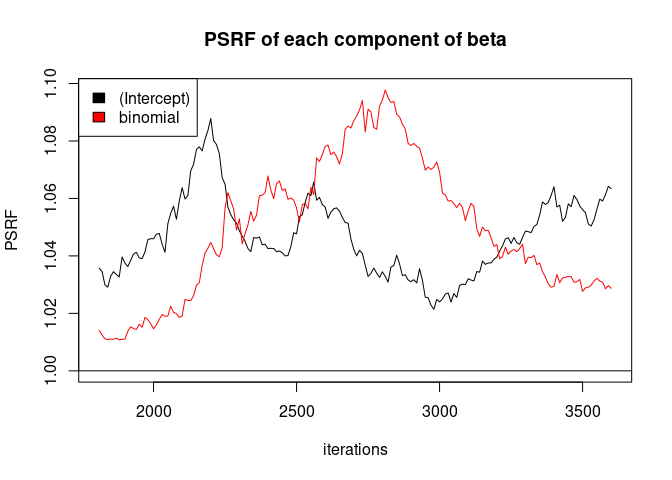 PSRF of each component of beta
(Intercept)
binomial
PSRF
1.10
1.08
1.06
1.04
1.02
1.00
2000 2500 3000 3500
iterations